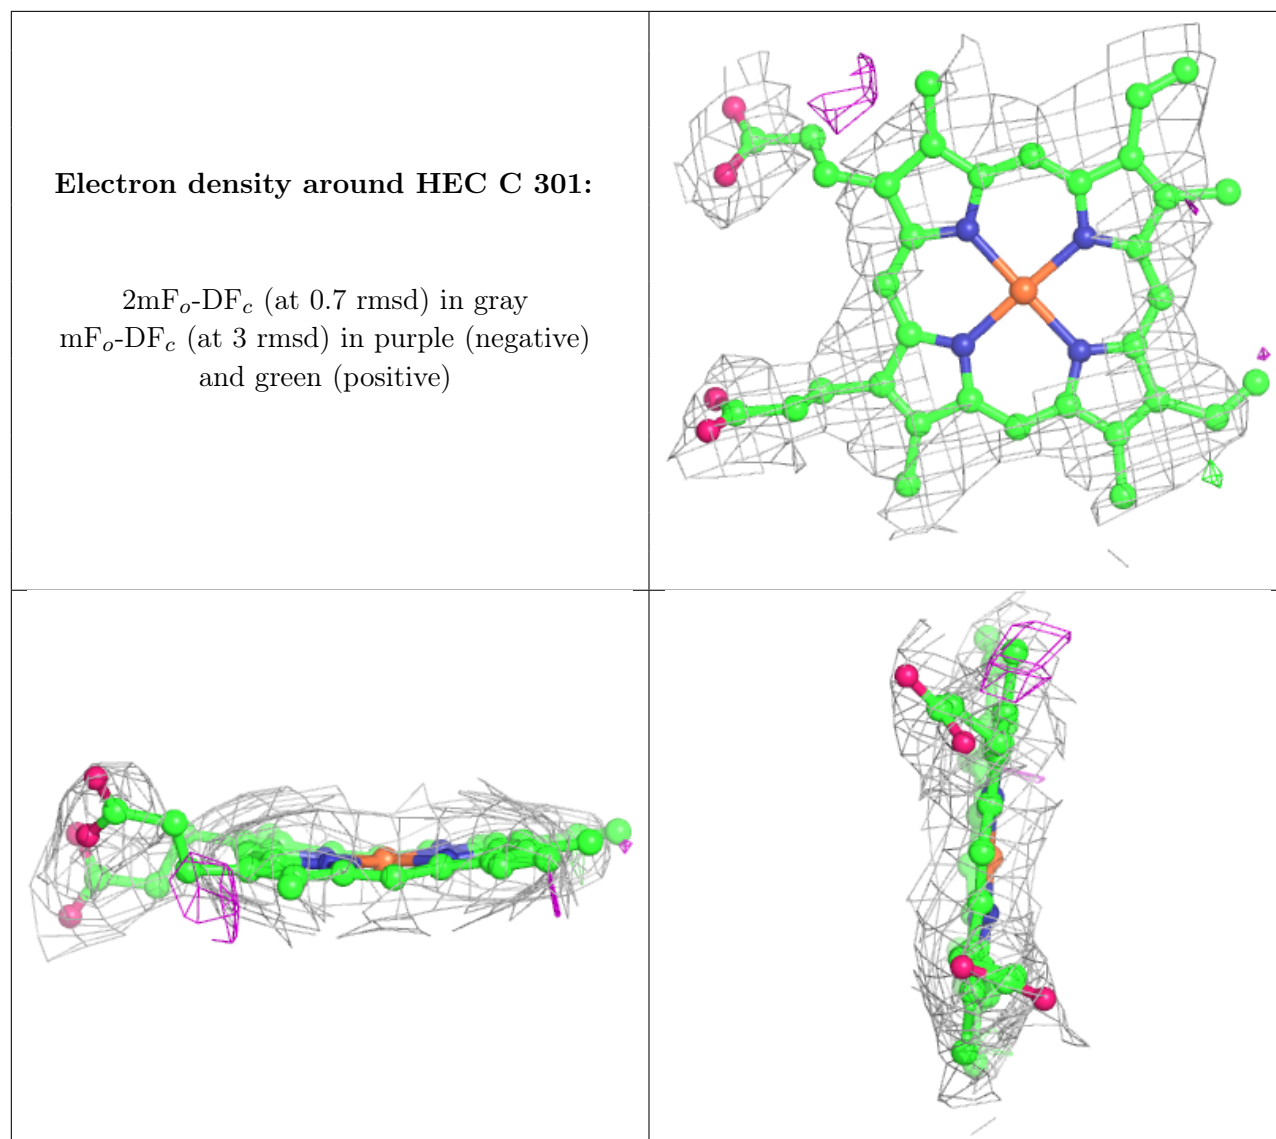 Electron density around HEC C 301:
2mFo-DFc (at 0.7 rmsd) in gray
mFo-DFc (at 3 rmsd) in purple (negative)
and green (positive)